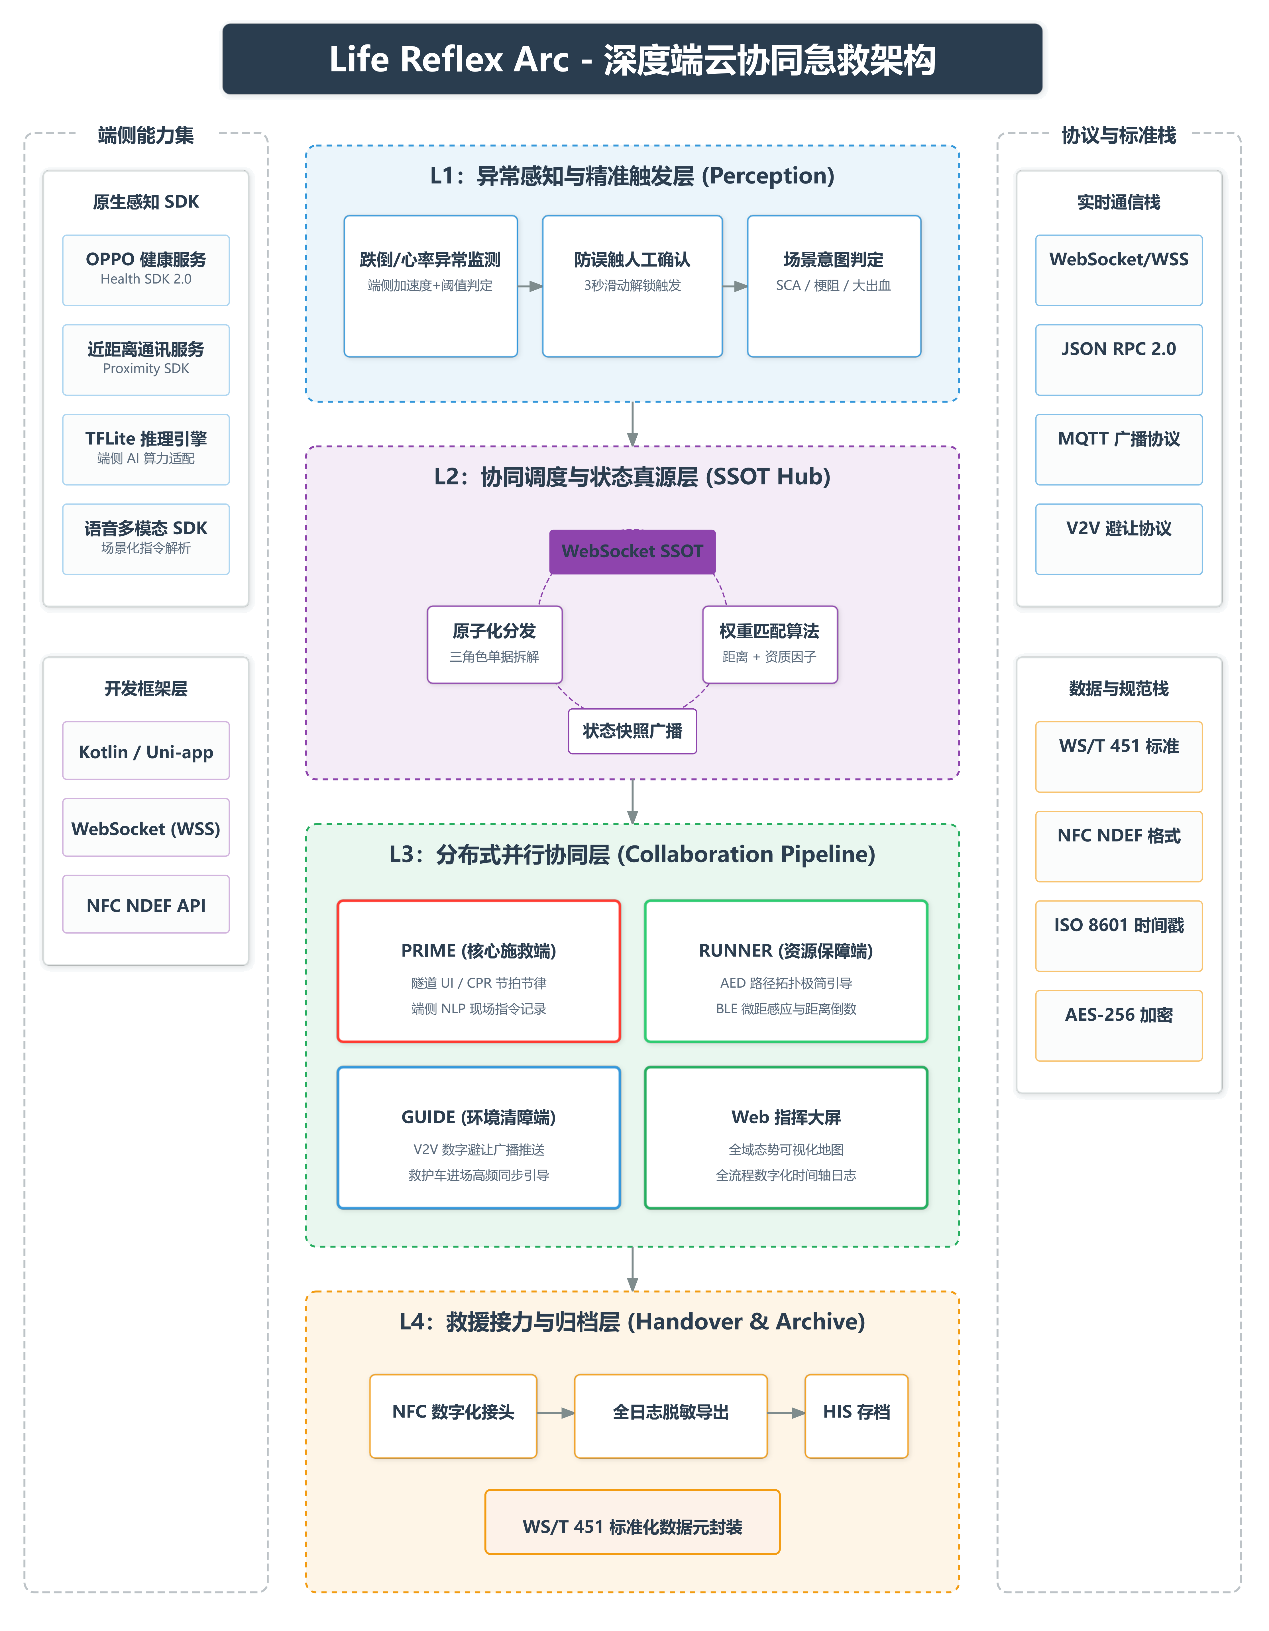 Life Reflex Arc - 深度端云协同急救架构
端侧能力集
原生感知 SDK
OPPO 健康服务
Health SDK 2.0
近距离通讯服务
Proximity SDK
TFLite 推理引擎
端侧 AI 算力适配
语音多模态 SDK
场景化指令解析
开发框架层
Kotlin / Uni-app
WebSocket (WSS)
NFC NDEF API
L1：异常感知与精准触发层 (Perception)
跌倒/心率异常监测
端侧加速度+阈值判定
防误触人工确认
3秒滑动解锁触发
场景意图判定
SCA / 梗阻 / 大出血
L2：协同调度与状态真源层 (SSOT Hub)
WebSocket SSOT
原子化分发
三角色单据拆解
权重匹配算法
距离 + 资质因子
状态快照广播
L3：分布式并行协同层 (Collaboration Pipeline)
PRIME (核心施救端)
隧道 UI / CPR 节拍节律
端侧 NLP 现场指令记录
RUNNER (资源保障端)
AED 路径拓扑极简引导
BLE 微距感应与距离倒数
GUIDE (环境清障端)
V2V 数字避让广播推送
救护车进场高频同步引导
Web 指挥大屏
全域态势可视化地图
全流程数字化时间轴日志
L4：救援接力与归档层 (Handover & Archive)
NFC 数字化接头
全日志脱敏导出
HIS 存档
WS/T 451 标准化数据元封装
协议与标准栈
实时通信栈
WebSocket/WSS
JSON RPC 2.0
MQTT 广播协议
V2V 避让协议
数据与规范栈
WS/T 451 标准
NFC NDEF 格式
ISO 8601 时间戳
AES-256 加密